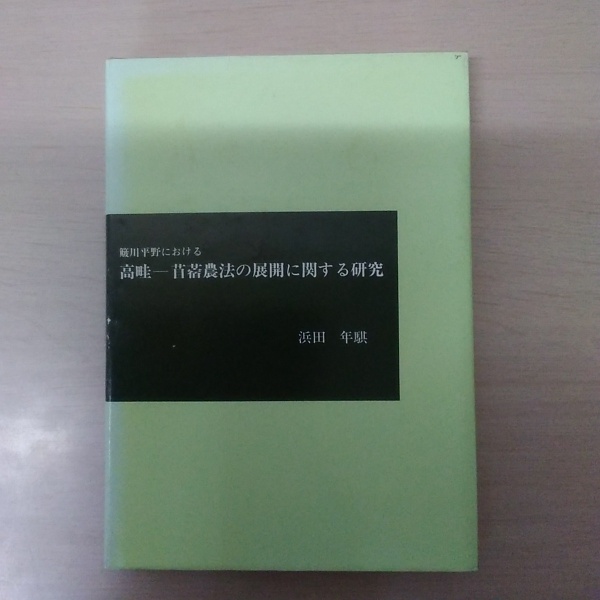 簸川平野における
高畦―苜蓿農法の展開に関する研究
浜田 年騏